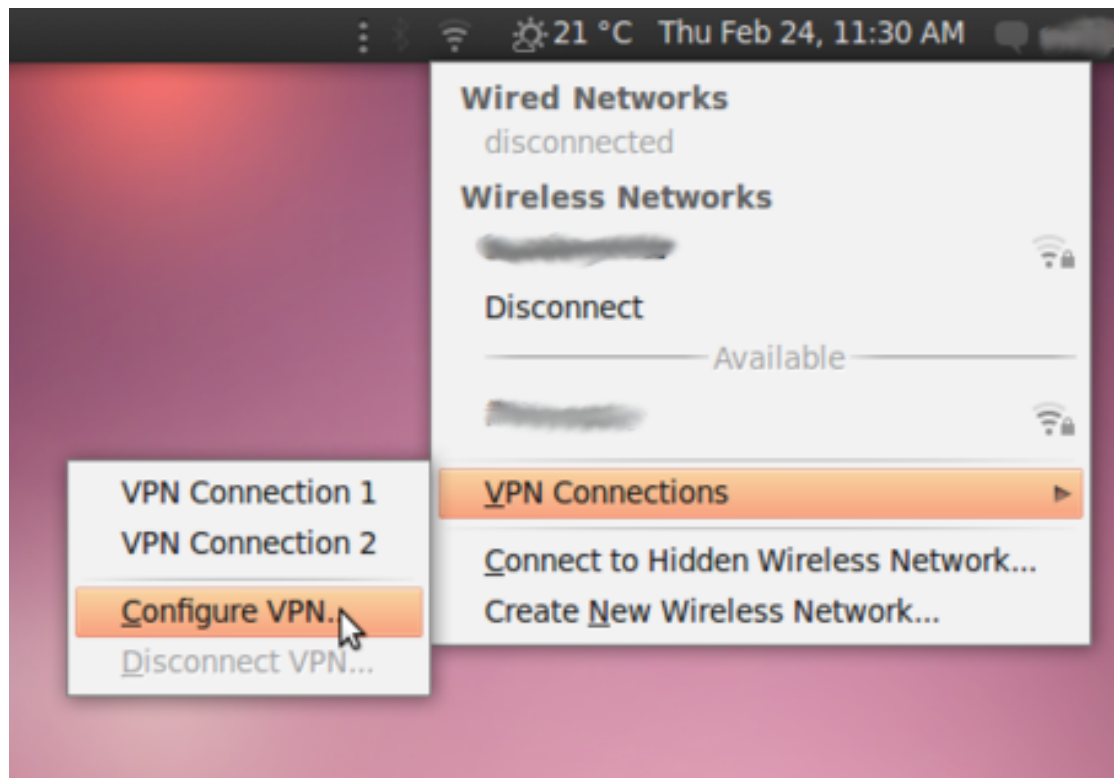 21 °C Thu Feb 24, 11:30 AM
Wired Networks
disconnected
Wireless Networks
Disconnect
Available
VPN Connections
Connect to Hidden Wireless Network...
Create New Wireless Network...
VPN Connection 1
VPN Connection 2
Configure VPN...
Disconnect VPN...